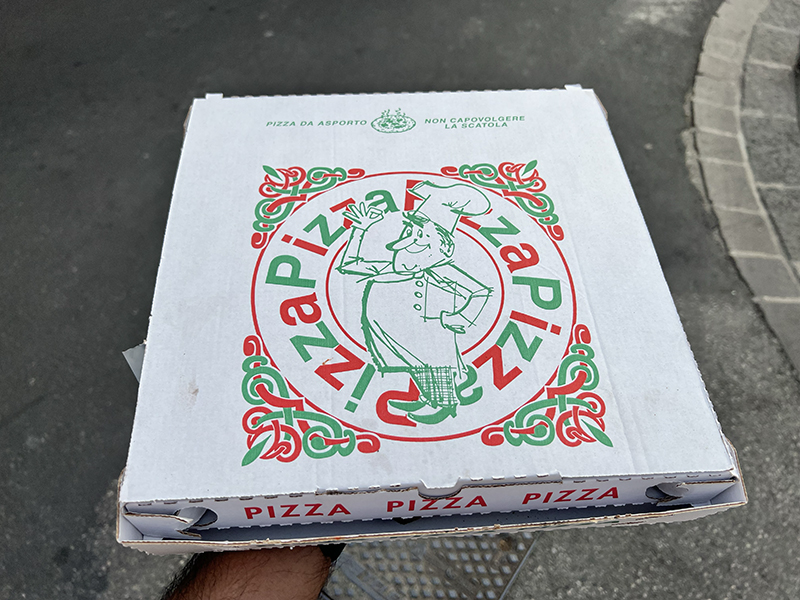 PIZZA DA ASPORTO
NON CAPOVOLGERE
LA SCATOLA
PizzaPizzaPizzaPizza
PIZZA PIZZA PIZZA